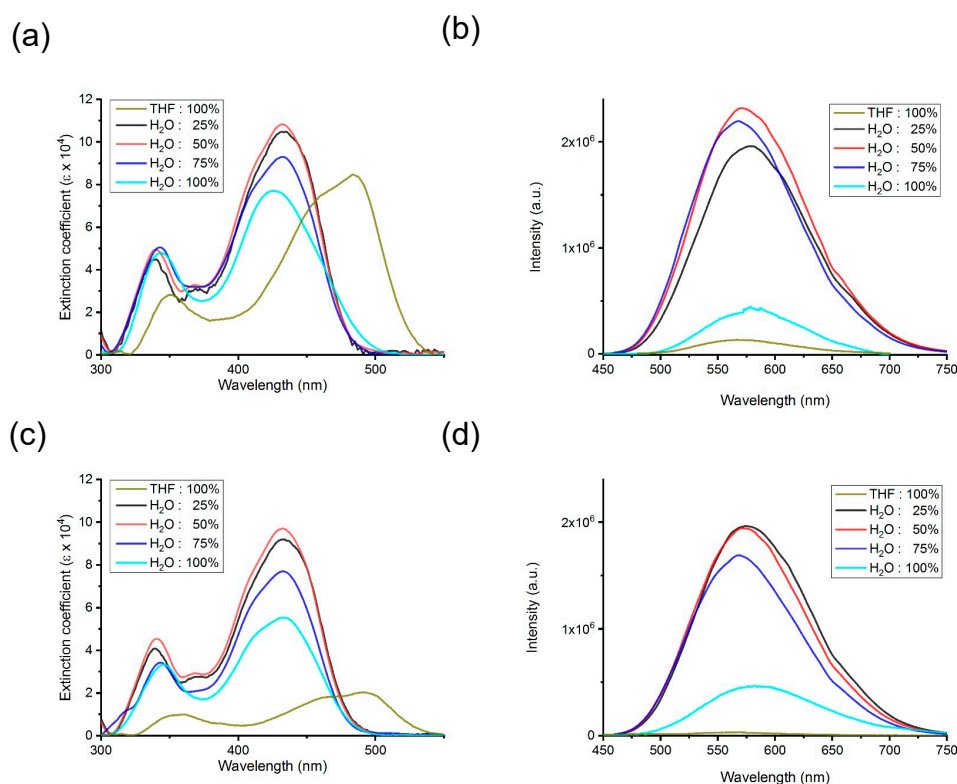 (a)
12
10
8
6
4
2
0
300
400
500
Extinction coefficient (ε x 10⁴)
Wavelength (nm)
THF : 100%
H₂O : 25%
H₂O : 50%
H₂O : 75%
H₂O : 100%
(b)
2x10⁶
1x10⁶
0
450
500
550
600
650
700
750
Intensity (a.u.)
Wavelength (nm)
THF : 100%
H₂O : 25%
H₂O : 50%
H₂O : 75%
H₂O : 100%
(c)
12
10
8
6
4
2
0
300
400
500
Extinction coefficient (ε x 10⁴)
Wavelength (nm)
THF : 100%
H₂O : 25%
H₂O : 50%
H₂O : 75%
H₂O : 100%
(d)
2x10⁶
1x10⁶
0
450
500
550
600
650
700
750
Intensity (a.u.)
Wavelength (nm)
THF : 100%
H₂O : 25%
H₂O : 50%
H₂O : 75%
H₂O : 100%